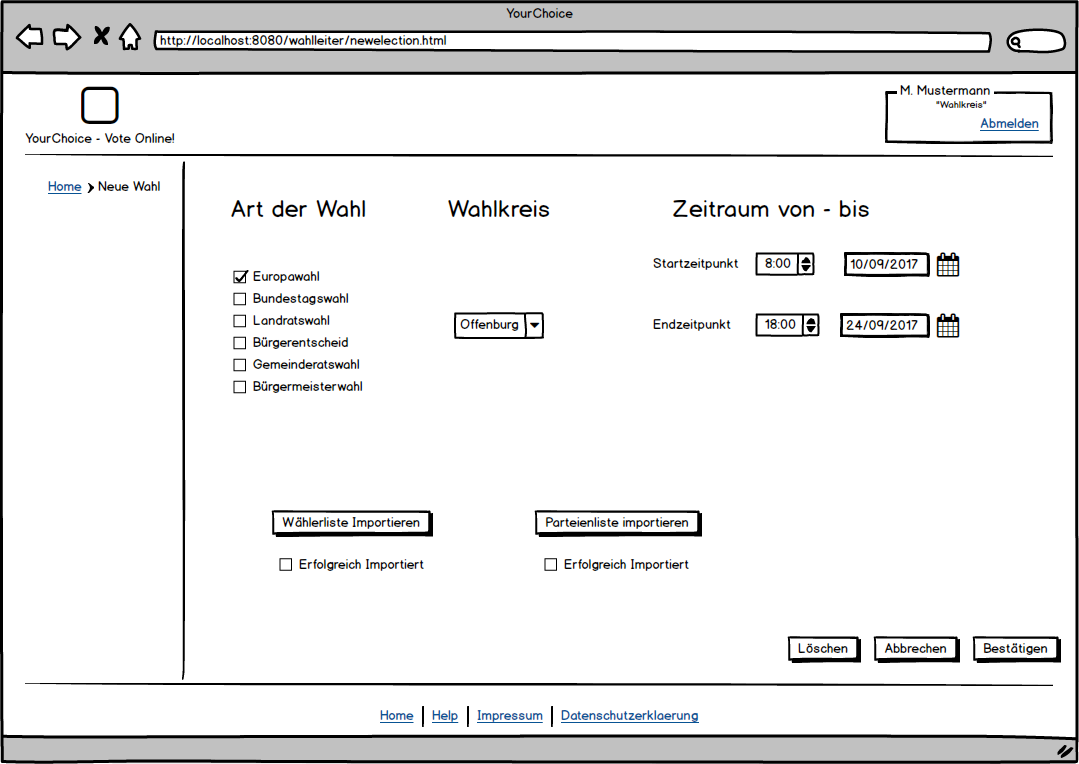 YourChoice
http://localhost:8080/wahlleiter/newelection.html
YourChoice - Vote Online!
M. Mustermann
"Wahlkreis"
Abmelden
Home > Neue Wahl
Art der Wahl
Europawahl
Bundestagswahl
Landratswahl
Bürgerentscheid
Gemeinderatswahl
Bürgermeisterwahl
Wahlkreis
Offenburg
Zeitraum von - bis
Startzeitpunkt 8:00 10/09/2017
Endzeitpunkt 18:00 24/09/2017
Wählerliste Importieren
Erfolgreich Importiert
Parteienliste importieren
Erfolgreich Importiert
Löschen Abbrechen Bestätigen
Home | Help | Impressum | Datenschutzerklaerung